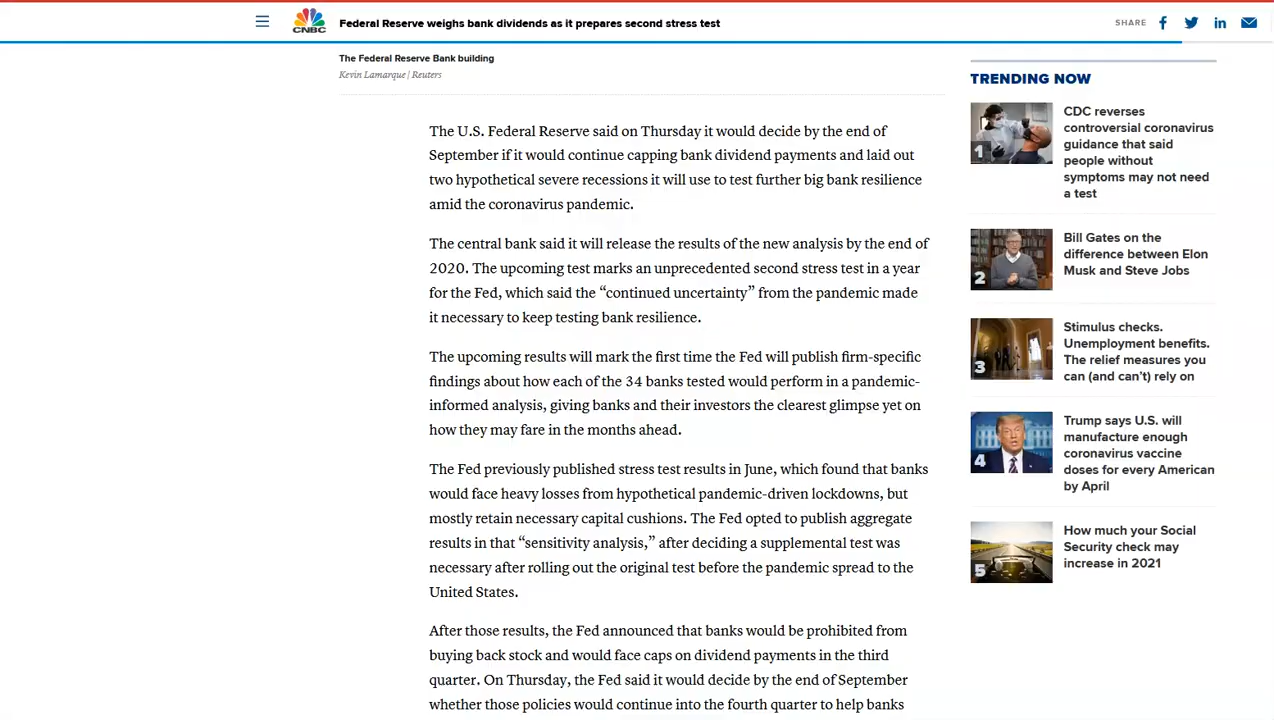 CNBC
Federal Reserve weighs bank dividends as it prepares second stress test
SHARE
The Federal Reserve Bank building
Kevin Lamarque | Reuters
The U.S. Federal Reserve said on Thursday it would decide by the end of
September if it would continue capping bank dividend payments and laid out
two hypothetical severe recessions it will use to test further big bank resilience
amid the coronavirus pandemic.
The central bank said it will release the results of the new analysis by the end of
2020. The upcoming test marks an unprecedented second stress test in a year
for the Fed, which said the “continued uncertainty” from the pandemic made
it necessary to keep testing bank resilience.
The upcoming results will mark the first time the Fed will publish firm-specific
findings about how each of the 34 banks tested would perform in a pandemic-
informed analysis, giving banks and their investors the clearest glimpse yet on
how they may fare in the months ahead.
The Fed previously published stress test results in June, which found that banks
would face heavy losses from hypothetical pandemic-driven lockdowns, but
mostly retain necessary capital cushions. The Fed opted to publish aggregate
results in that “sensitivity analysis,” after deciding a supplemental test was
necessary after rolling out the original test before the pandemic spread to the
United States.
After those results, the Fed announced that banks would be prohibited from
buying back stock and would face caps on dividend payments in the third
quarter. On Thursday, the Fed said it would decide by the end of September
whether those policies would continue into the fourth quarter to help banks
TRENDING NOW
1
CDC reverses
controversial coronavirus
guidance that said
people without
symptoms may not need
a test
2
Bill Gates on the
difference between Elon
Musk and Steve Jobs
3
Stimulus checks.
Unemployment benefits.
The relief measures you
can (and can’t) rely on
4
Trump says U.S. will
manufacture enough
coronavirus vaccine
doses for every American
by April
5
How much your Social
Security check may
increase in 2021